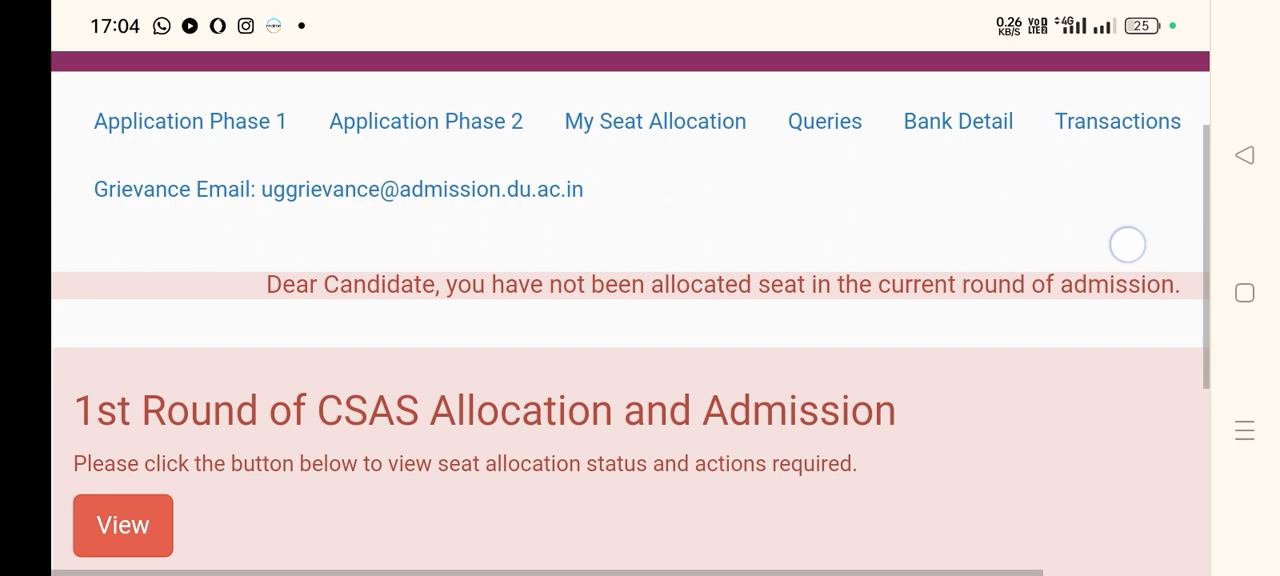 17:04 0.26 KB/S VoD LTE2 4G 25
Application Phase 1 Application Phase 2 My Seat Allocation Queries Bank Detail Transactions
Grievance Email: uggrievance@admission.du.ac.in
Dear Candidate, you have not been allocated seat in the current round of admission.
1st Round of CSAS Allocation and Admission
Please click the button below to view seat allocation status and actions required.
View